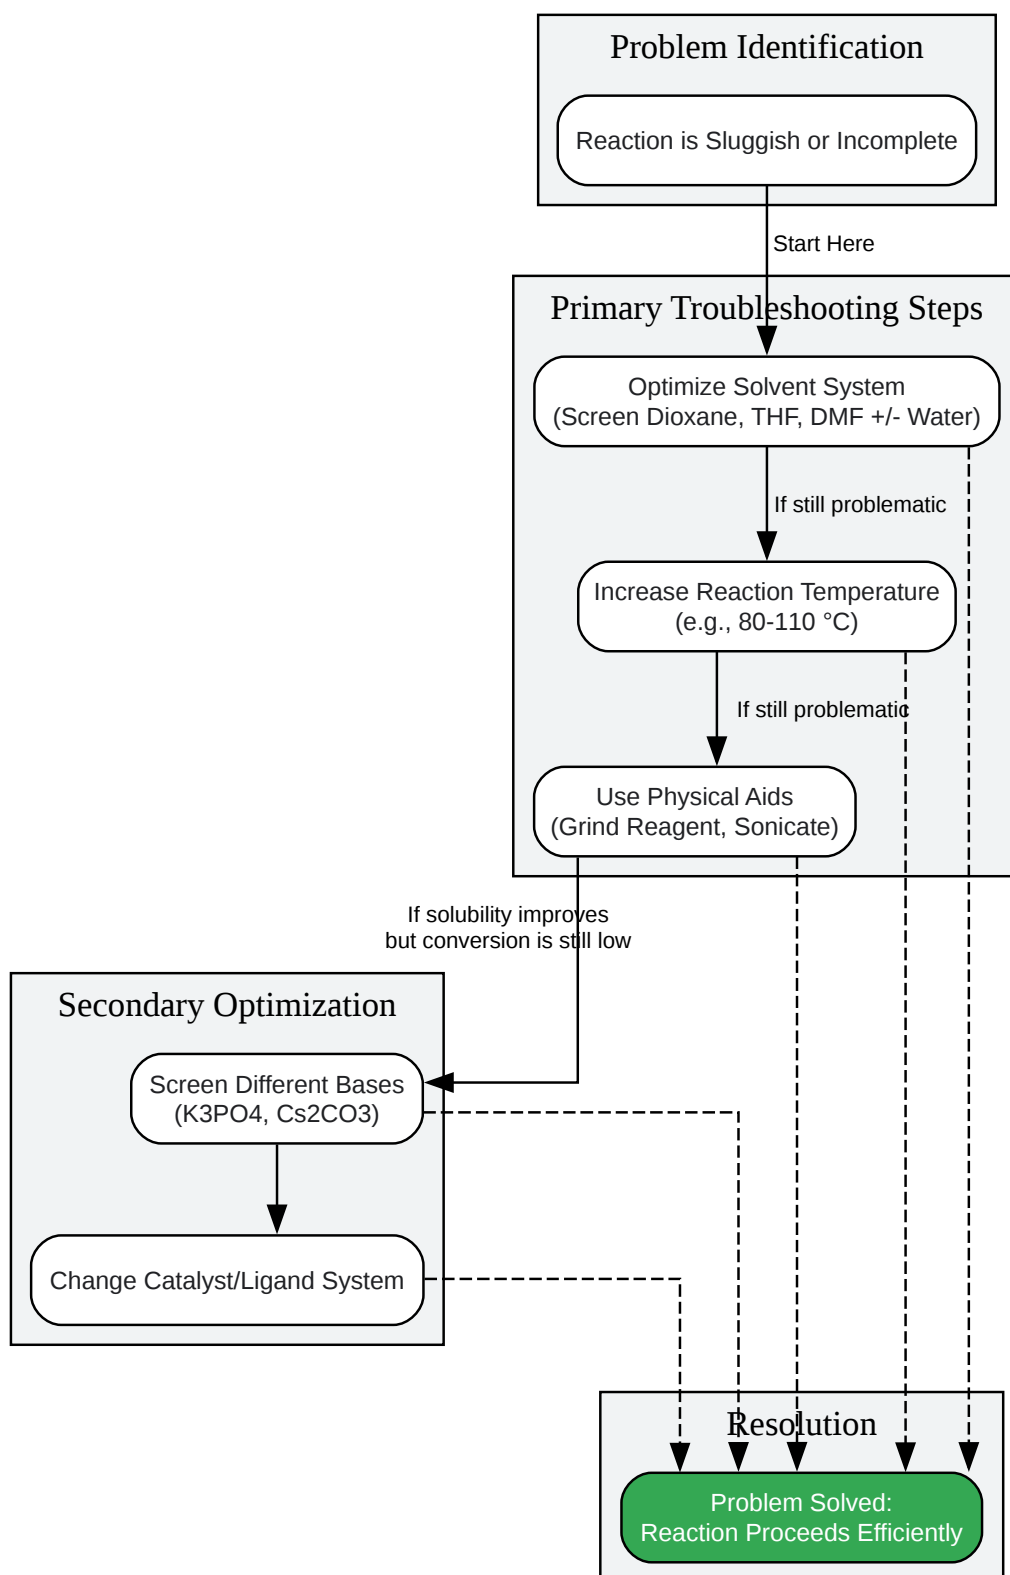 Problem Identification
Reaction is Sluggish or Incomplete
Start Here
Primary Troubleshooting Steps
Optimize Solvent System
(Screen Dioxane, THF, DMF +/- Water)
If still problematic
Increase Reaction Temperature
(e.g., 80-110 °C)
If still problematic
Use Physical Aids
(Grind Reagent, Sonicate)
If solubility improves
but conversion is still low
Secondary Optimization
Screen Different Bases
(K3PO4, Cs2CO3)
Change Catalyst/Ligand System
Resolution
Problem Solved:
Reaction Proceeds Efficiently